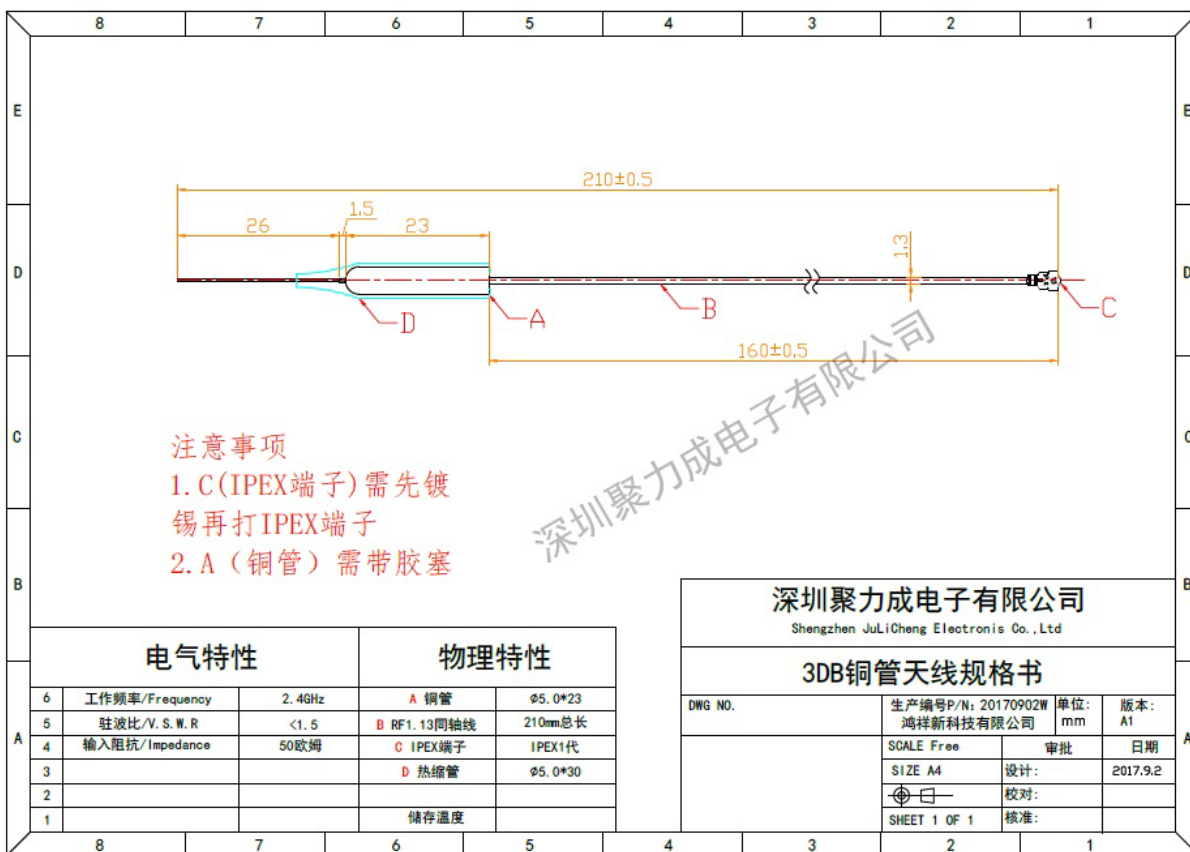 8 7 6 5 4 3 2 1
E E
210±0.5
1.5
26 23
1.3
D D
D A B C
160±0.5
深圳聚力成电子有限公司
C C
注意事项
1.C(IPEX端子)需先镀
锡再打IPEX端子
2.A（铜管）需带胶塞
B B
深圳聚力成电子有限公司
Shengzhen JuLiCheng Electronis Co.,Ltd
电气特性 物理特性
3DB铜管天线规格书
6 工作频率/Frequency 2.4GHz A 铜管 Ø5.0*23
5 驻波比/V.S.W.R <1.5 B RF1.13同轴线 210mm总长
4 输入阻抗/Impedance 50欧姆 C IPEX端子 IPEX1代
3 D 热缩管 Ø5.0*30
2
1 储存温度
A A
DWG NO. 生产编号P/N: 20170902W 单位: 版本:
鸿祥新科技有限公司 mm A1
SCALE Free 审批 日期
SIZE A4 设计: 2017.9.2
校对:
SHEET 1 OF 1 核准:
8 7 6 5 4 3 2 1